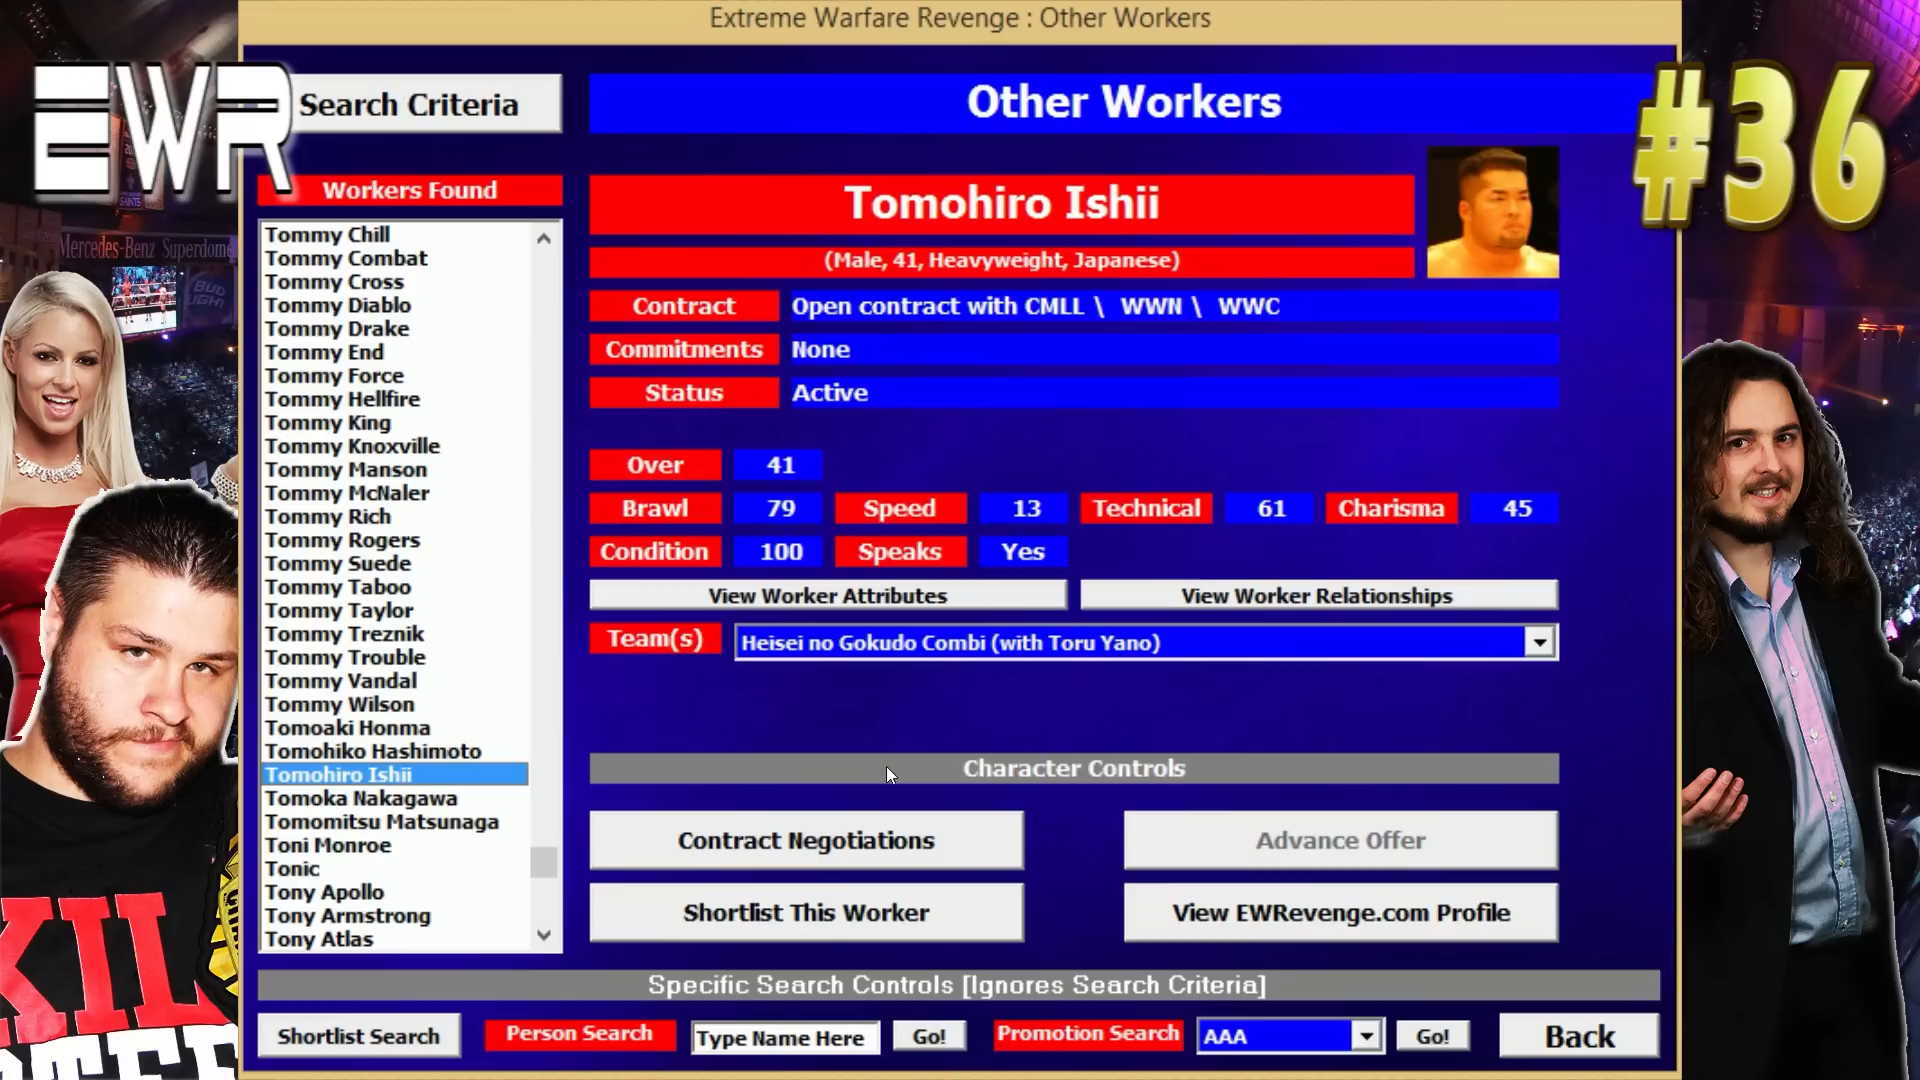 Extreme Warfare Revenge : Other Workers
EWR
#36
Search Criteria
Other Workers
Workers Found
Tommy Chill
Tommy Combat
Tommy Cross
Tommy Diablo
Tommy Drake
Tommy End
Tommy Force
Tommy Hellfire
Tommy King
Tommy Knoxville
Tommy Manson
Tommy McNaler
Tommy Rich
Tommy Rogers
Tommy Suede
Tommy Taboo
Tommy Taylor
Tommy Treznik
Tommy Trouble
Tommy Vandal
Tommy Wilson
Tomoaki Honma
Tomohiko Hashimoto
Tomohiro Ishii
Tomoka Nakagawa
Tomomitsu Matsunaga
Toni Monroe
Tonic
Tony Apollo
Tony Armstrong
Tony Atlas
Tomohiro Ishii
(Male, 41, Heavyweight, Japanese)
Contract Open contract with CMLL \ WWN \ WWC
Commitments None
Status Active
Over 41
Brawl 79 Speed 13 Technical 61 Charisma 45
Condition 100 Speaks Yes
View Worker Attributes View Worker Relationships
Team(s) Heisei no Gokudo Combi (with Toru Yano)
Character Controls
Contract Negotiations Advance Offer
Shortlist This Worker View EWRevenge.com Profile
Specific Search Controls [Ignores Search Criteria]
Shortlist Search Person Search Type Name Here Go! Promotion Search AAA Go! Back
Mercedes-Benz Superdome
BUD LIGHT
SAINTS
KIL